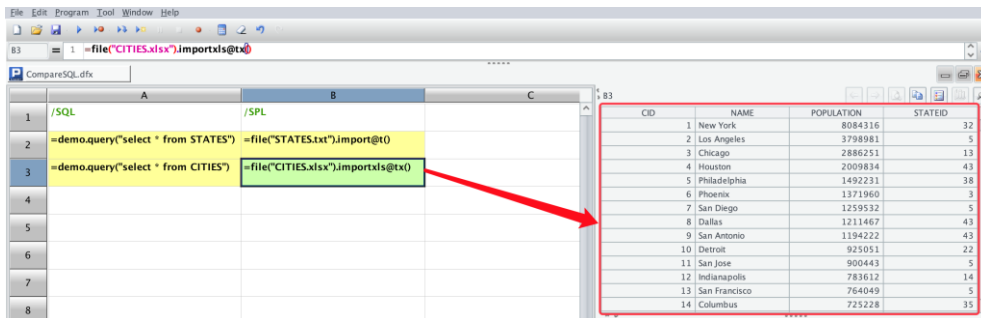 File Edit Program Tool Window Help
B3 = 1 =file("CITIES.xlsx").importxls@tx()
CompareSQL.dfx
A B C
1 /SQL /SPL
2 =demo.query("select * from STATES") =file("STATES.txt").import@t()
3 =demo.query("select * from CITIES") =file("CITIES.xlsx").importxls@tx()
4
5
6
7
8
B3
CID NAME POPULATION STATEID
1 New York 8084316 32
2 Los Angeles 3798981 5
3 Chicago 2886251 13
4 Houston 2009834 43
5 Philadelphia 1492231 38
6 Phoenix 1371960 3
7 San Diego 1259532 5
8 Dallas 1211467 43
9 San Antonio 1194222 43
10 Detroit 925051 22
11 San Jose 900443 5
12 Indianapolis 783612 14
13 San Francisco 764049 5
14 Columbus 725228 35